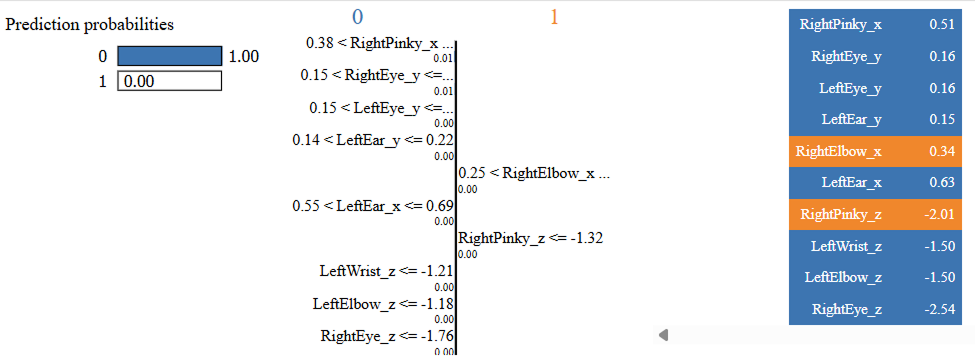 Prediction probabilities
0 1.00
1 0.00
0 1
0.38 < RightPinky_x ...
0.01
0.15 < RightEye_y <=...
0.01
0.15 < LeftEye_y <=...
0.00
0.14 < LeftEar_y <= 0.22
0.00
0.25 < RightElbow_x ...
0.00
0.55 < LeftEar_x <= 0.69
0.00
RightPinky_z <= -1.32
0.00
LeftWrist_z <= -1.21
0.00
LeftElbow_z <= -1.18
0.00
RightEye_z <= -1.76
0.00
RightPinky_x 0.51
RightEye_y 0.16
LeftEye_y 0.16
LeftEar_y 0.15
RightElbow_x 0.34
LeftEar_x 0.63
RightPinky_z -2.01
LeftWrist_z -1.50
LeftElbow_z -1.50
RightEye_z -2.54